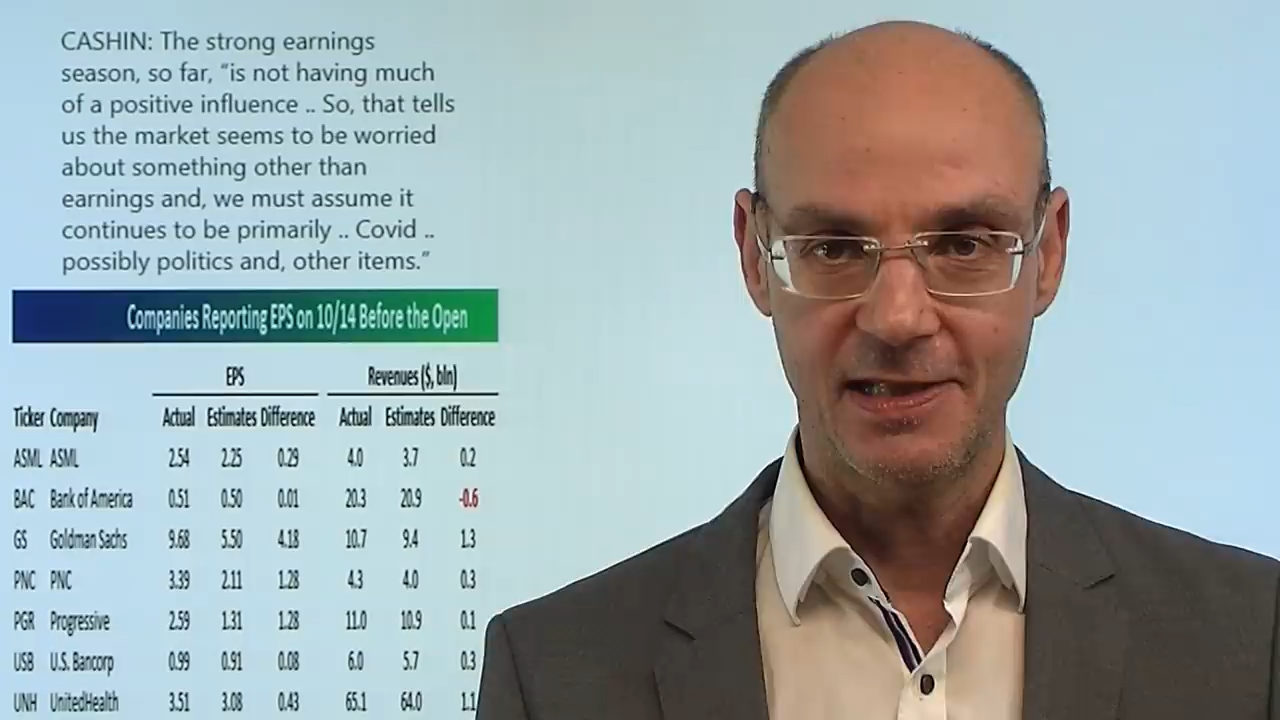 CASHIN: The strong earnings
season, so far, “is not having much
of a positive influence .. So, that tells
us the market seems to be worried
about something other than
earnings and, we must assume it
continues to be primarily .. Covid ..
possibly politics and, other items.”
Companies Reporting EPS on 10/14 Before the Open
EPS Revenues ($, bln)
Ticker Company Actual Estimates Difference Actual Estimates Difference
ASML ASML 2.54 2.25 0.29 4.0 3.7 0.2
BAC Bank of America 0.51 0.50 0.01 20.3 20.9 -0.6
GS Goldman Sachs 9.68 5.50 4.18 10.7 9.4 1.3
PNC PNC 3.39 2.11 1.28 4.3 4.0 0.3
PGR Progressive 2.59 1.31 1.28 11.0 10.9 0.1
USB U.S. Bancorp 0.99 0.91 0.08 6.0 5.7 0.3
UNH UnitedHealth 3.51 3.08 0.43 65.1 64.0 1.1